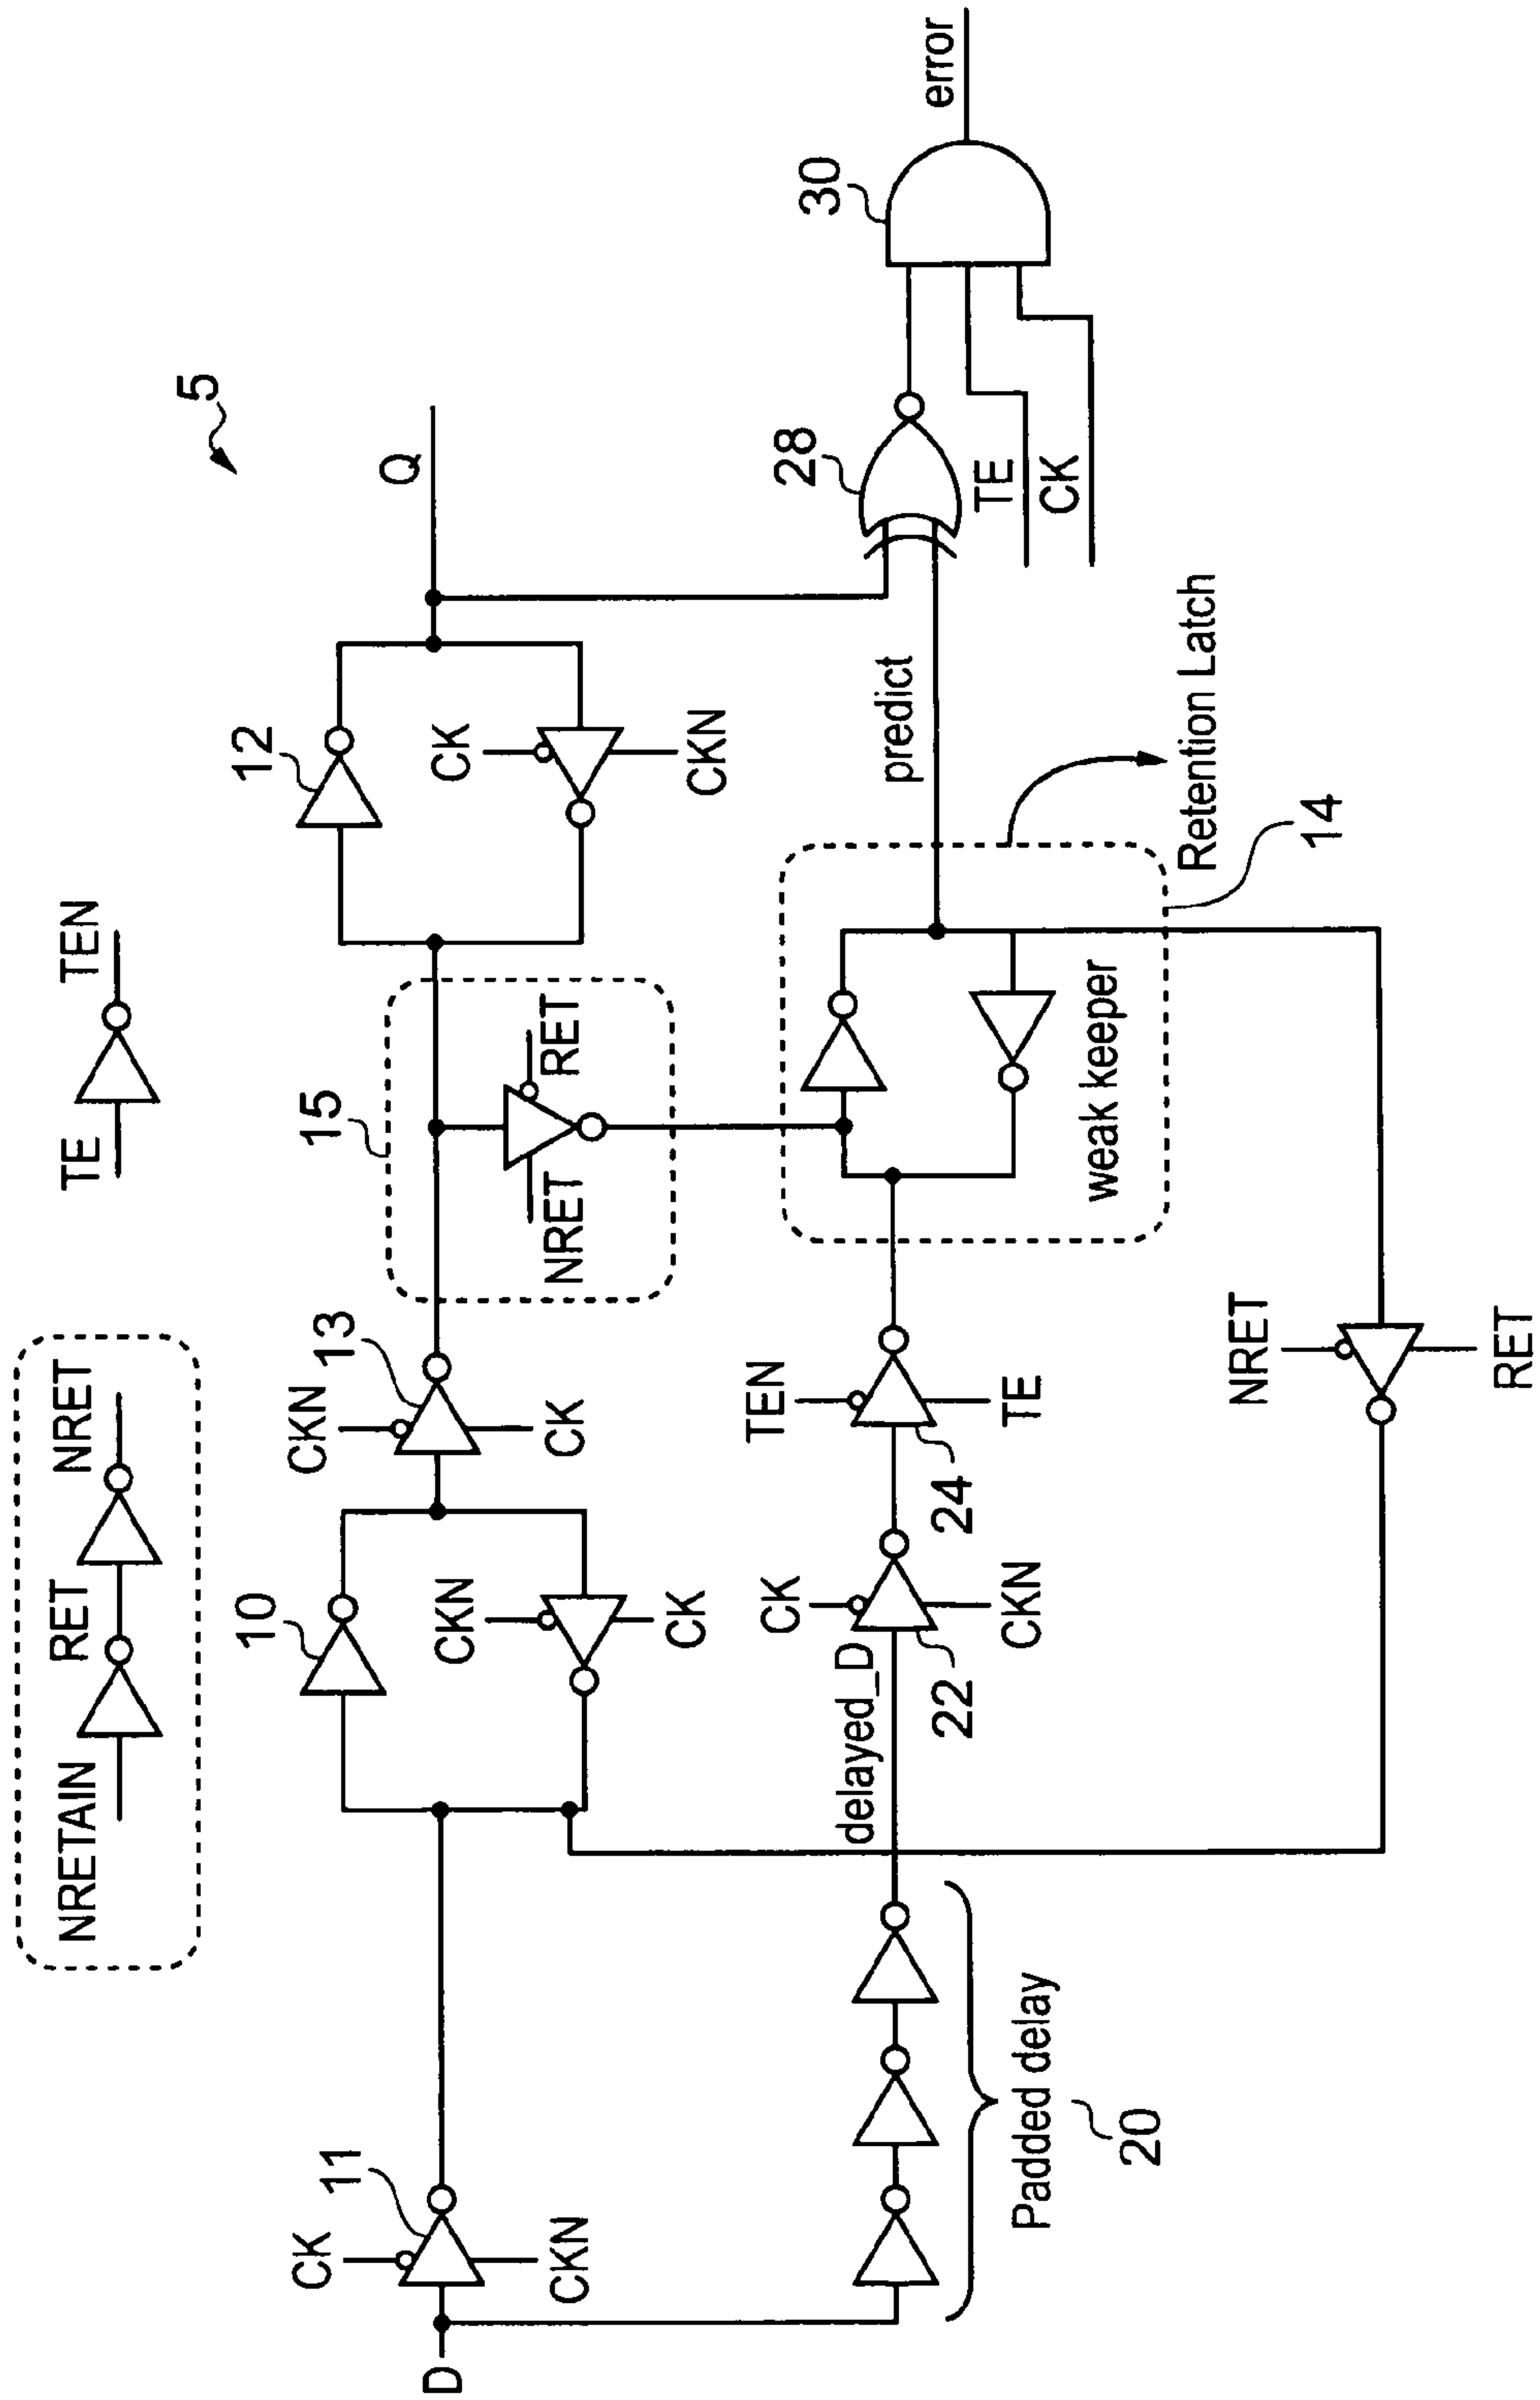 5
NRETAIN
RET
NRET
TE
TEN
D
CK
11
CKN
10
CKN
CK
CKN
13
CK
15
NRET
RET
12
CK
CKN
Q
Padded delay
20
delayed_D
CK
22
CKN
TEN
24
TE
weak keeper
14
Retention Latch
predict
28
TE
CK
30
error
NRET
RET